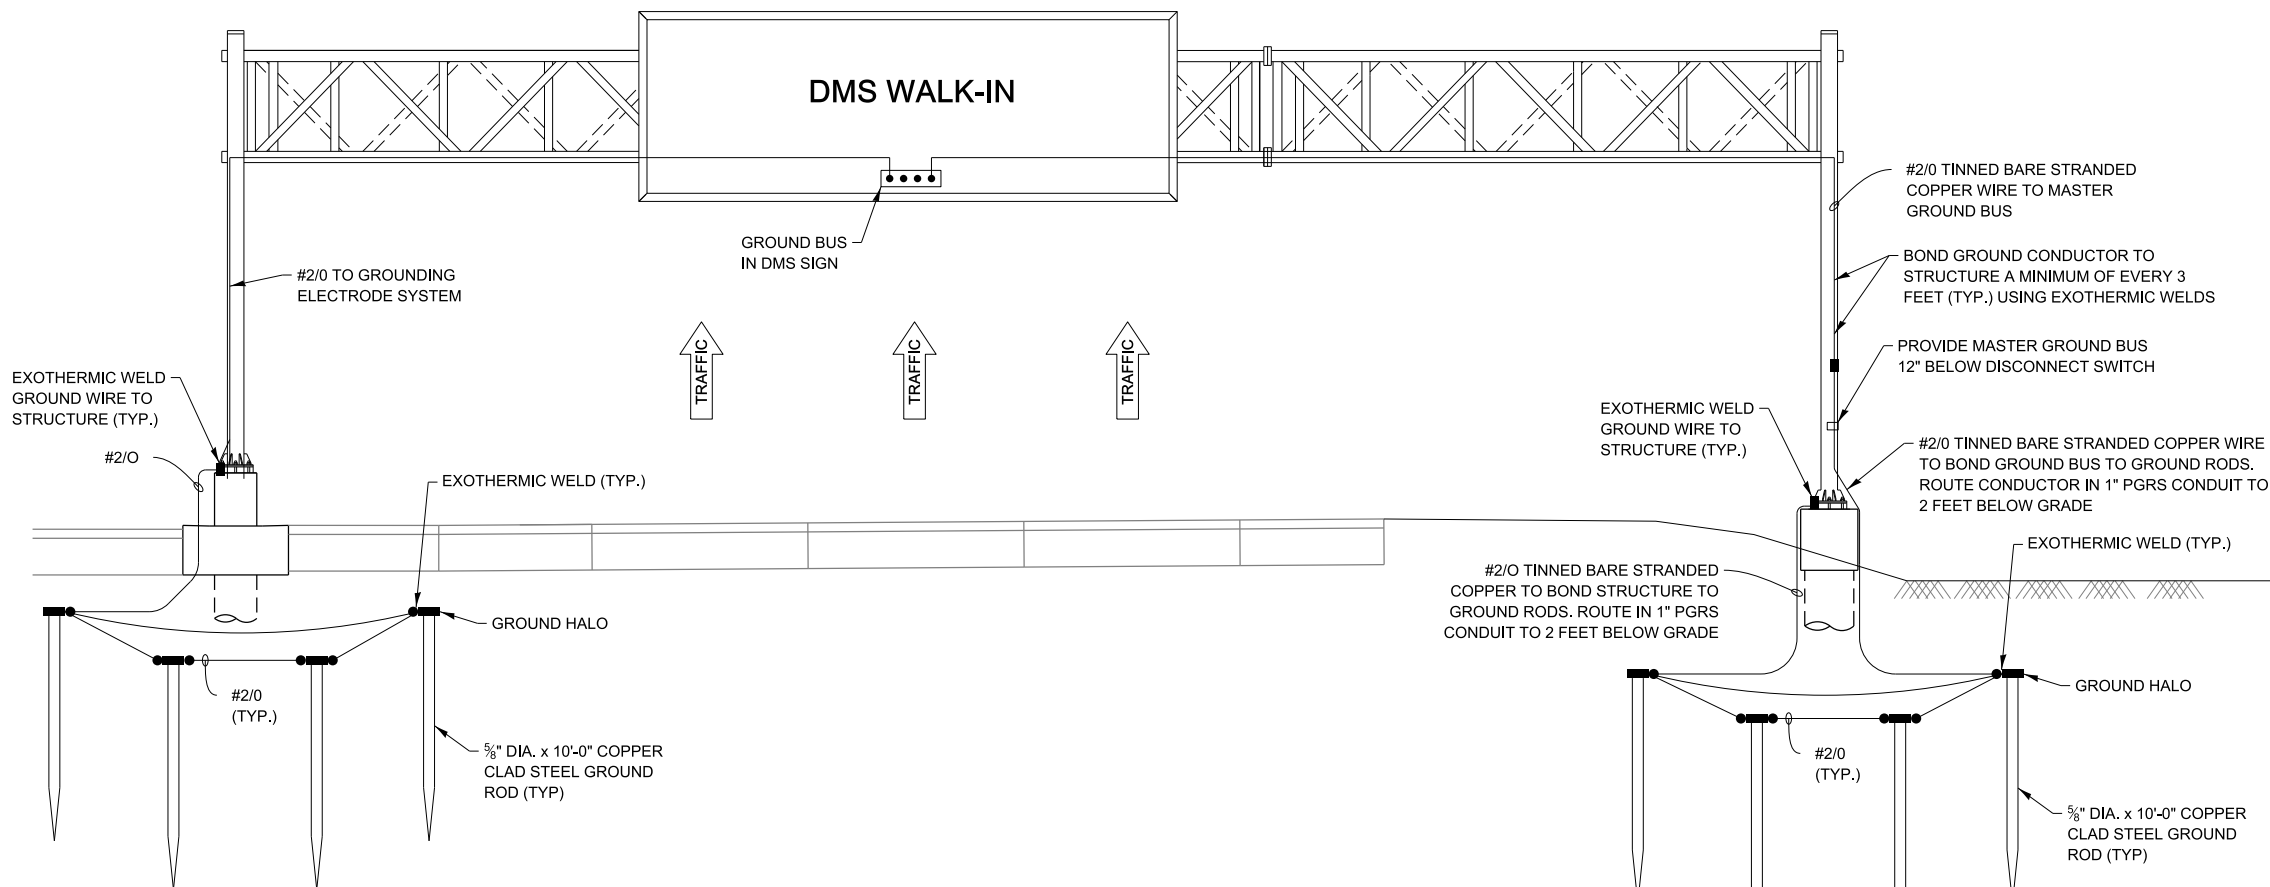 DMS WALK-IN
#2/0 TINNED BARE STRANDED
COPPER WIRE TO MASTER
GROUND BUS
GROUND BUS
IN DMS SIGN
#2/0 TO GROUNDING
ELECTRODE SYSTEM
BOND GROUND CONDUCTOR TO
STRUCTURE A MINIMUM OF EVERY 3
FEET (TYP.) USING EXOTHERMIC WELDS
TRAFFIC
TRAFFIC
TRAFFIC
PROVIDE MASTER GROUND BUS
12" BELOW DISCONNECT SWITCH
EXOTHERMIC WELD
GROUND WIRE TO
STRUCTURE (TYP.)
EXOTHERMIC WELD
GROUND WIRE TO
STRUCTURE (TYP.)
#2/O
#2/0 TINNED BARE STRANDED COPPER WIRE
TO BOND GROUND BUS TO GROUND RODS.
ROUTE CONDUCTOR IN 1" PGRS CONDUIT TO
2 FEET BELOW GRADE
EXOTHERMIC WELD (TYP.)
EXOTHERMIC WELD (TYP.)
#2/O TINNED BARE STRANDED
COPPER TO BOND STRUCTURE TO
GROUND RODS. ROUTE IN 1" PGRS
CONDUIT TO 2 FEET BELOW GRADE
GROUND HALO
GROUND HALO
#2/0
(TYP.)
#2/0
(TYP.)
⅝" DIA. x 10'-0" COPPER
CLAD STEEL GROUND
ROD (TYP)
⅝" DIA. x 10'-0" COPPER
CLAD STEEL GROUND
ROD (TYP)